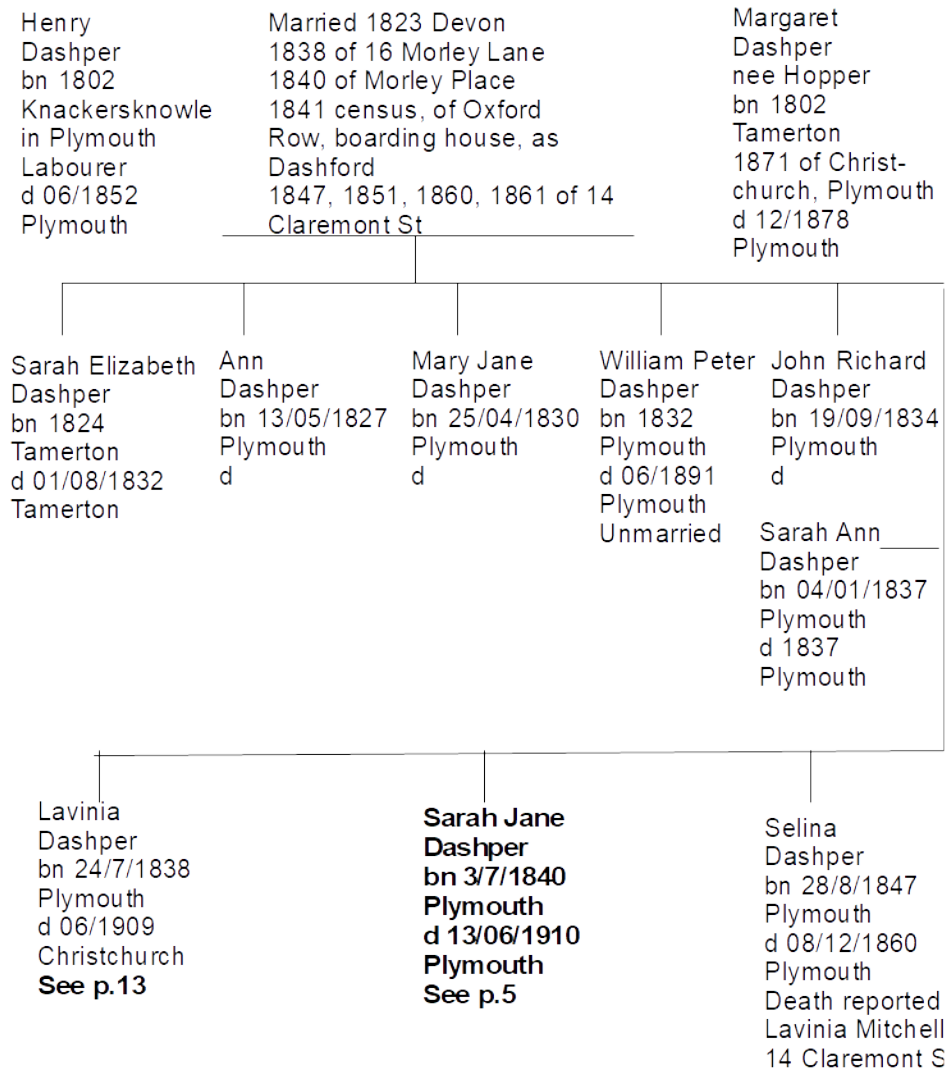 Henry
Dashper
bn 1802
Knackersknowle
in Plymouth
Labourer
d 06/1852
Plymouth
Married 1823 Devon
1838 of 16 Morley Lane
1840 of Morley Place
1841 census, of Oxford
Row, boarding house, as
Dashford
1847, 1851, 1860, 1861 of 14
Claremont St
Margaret
Dashper
nee Hopper
bn 1802
Tamerton
1871 of Christ-
church, Plymouth
d 12/1878
Plymouth
Sarah Elizabeth
Dashper
bn 1824
Tamerton
d 01/08/1832
Tamerton
Ann
Dashper
bn 13/05/1827
Plymouth
d
Mary Jane
Dashper
bn 25/04/1830
Plymouth
d
William Peter
Dashper
bn 1832
Plymouth
d 06/1891
Plymouth
Unmarried
John Richard
Dashper
bn 19/09/1834
Plymouth
d
Sarah Ann
Dashper
bn 04/01/1837
Plymouth
d 1837
Plymouth
Lavinia
Dashper
bn 24/7/1838
Plymouth
d 06/1909
Christchurch
See p.13
Sarah Jane
Dashper
bn 3/7/1840
Plymouth
d 13/06/1910
Plymouth
See p.5
Selina
Dashper
bn 28/8/1847
Plymouth
d 08/12/1860
Plymouth
Death reported
Lavinia Mitchell
14 Claremont S